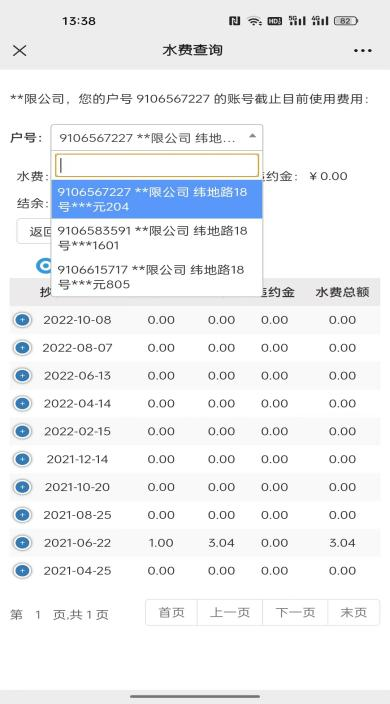 13:38
HD2 5G 4G 82
水费查询
**限公司，您的户号 9106567227 的账号截止目前使用费用：
户号： 9106567227 **限公司 纬地...
水费：
约金：￥0.00
9106567227 **限公司 纬地路18
号***元204
结余：
9106583591 **限公司 纬地路18
号***1601
返回
9106615717 **限公司 纬地路18
号***元805
抄 约金 水费总额
2022-10-08 0.00 0.00 0.00 0.00
2022-08-07 0.00 0.00 0.00 0.00
2022-06-13 0.00 0.00 0.00 0.00
2022-04-14 0.00 0.00 0.00 0.00
2022-02-15 0.00 0.00 0.00 0.00
2021-12-14 0.00 0.00 0.00 0.00
2021-10-20 0.00 0.00 0.00 0.00
2021-08-25 0.00 0.00 0.00 0.00
2021-06-22 1.00 3.04 0.00 3.04
2021-04-25 0.00 0.00 0.00 0.00
第 1 页,共1页 首页 上一页 下一页 末页